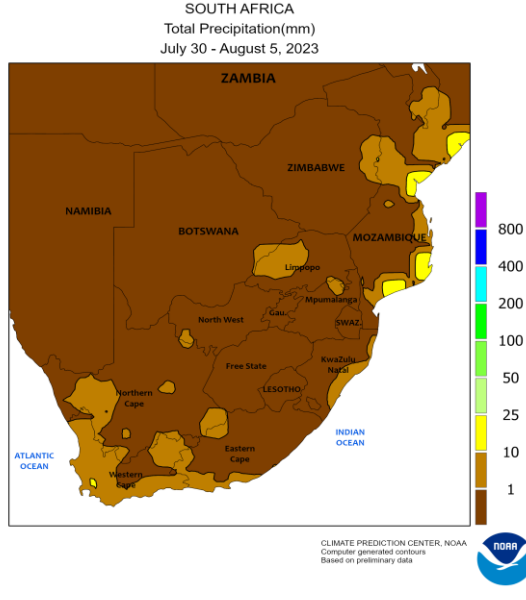 SOUTH AFRICA
Total Precipitation(mm)
July 30 - August 5, 2023
ZAMBIA
ZIMBABWE
NAMIBIA
BOTSWANA
MOZAMBIQUE
Limpopo
Mpumalanga
North West
Gau.
SWAZ.
Free State
KwaZulu
Natal
LESOTHO
Northern
Cape
Eastern
Cape
Western
Cape
ATLANTIC
OCEAN
INDIAN
OCEAN
800
400
200
100
50
25
10
1
CLIMATE PREDICTION CENTER, NOAA
Computer generated contours
Based on preliminary data
NOAA